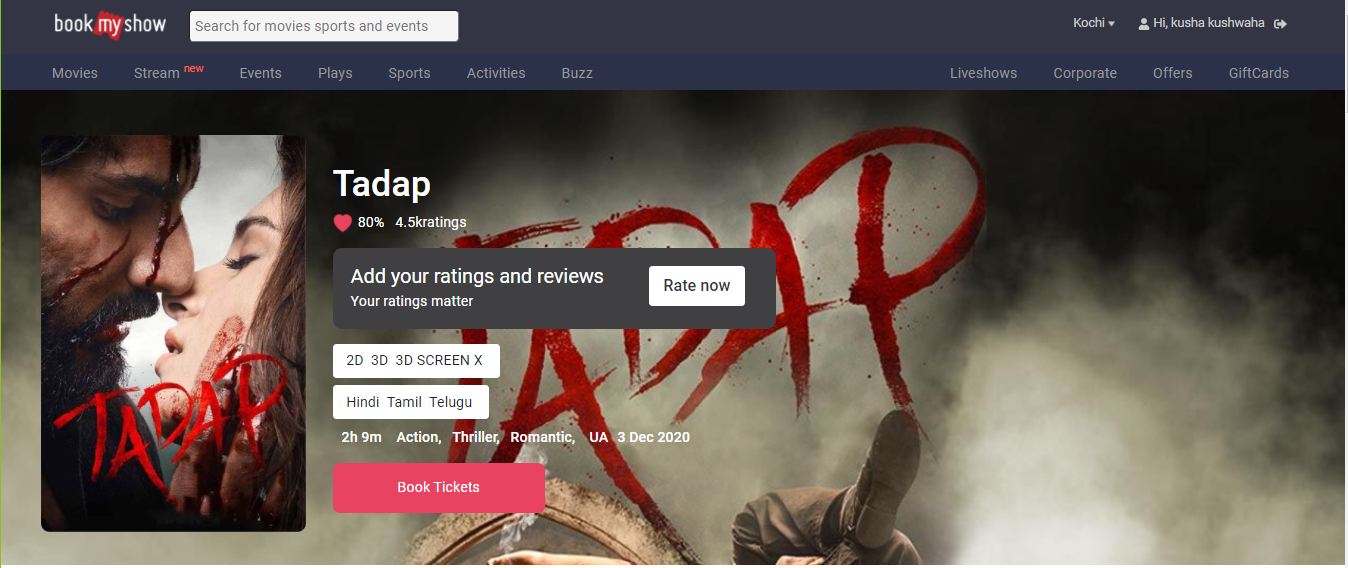 book my show
Search for movies sports and events
Kochi
Hi, kusha kushwaha
Movies Stream new Events Plays Sports Activities Buzz
Liveshows Corporate Offers GiftCards
TADAP
TADAP
Tadap
80% 4.5kratings
Add your ratings and reviews
Your ratings matter
Rate now
2D 3D 3D SCREEN X
Hindi Tamil Telugu
2h 9m Action, Thriller, Romantic, UA 3 Dec 2020
Book Tickets